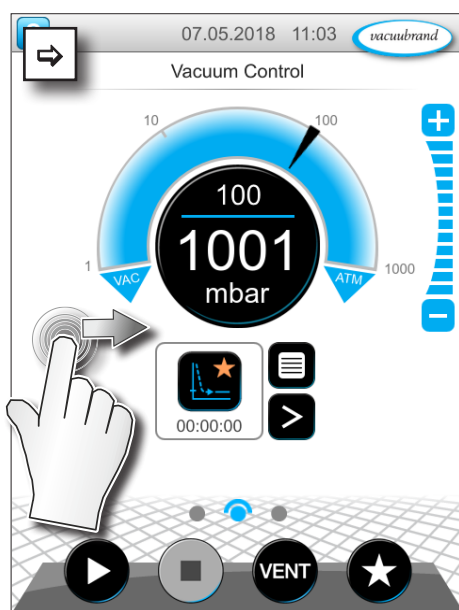 07.05.2018 11:03 vacuubrand
Vacuum Control
10
100
1
1000
VAC
ATM
100
1001
mbar
00:00:00
VENT